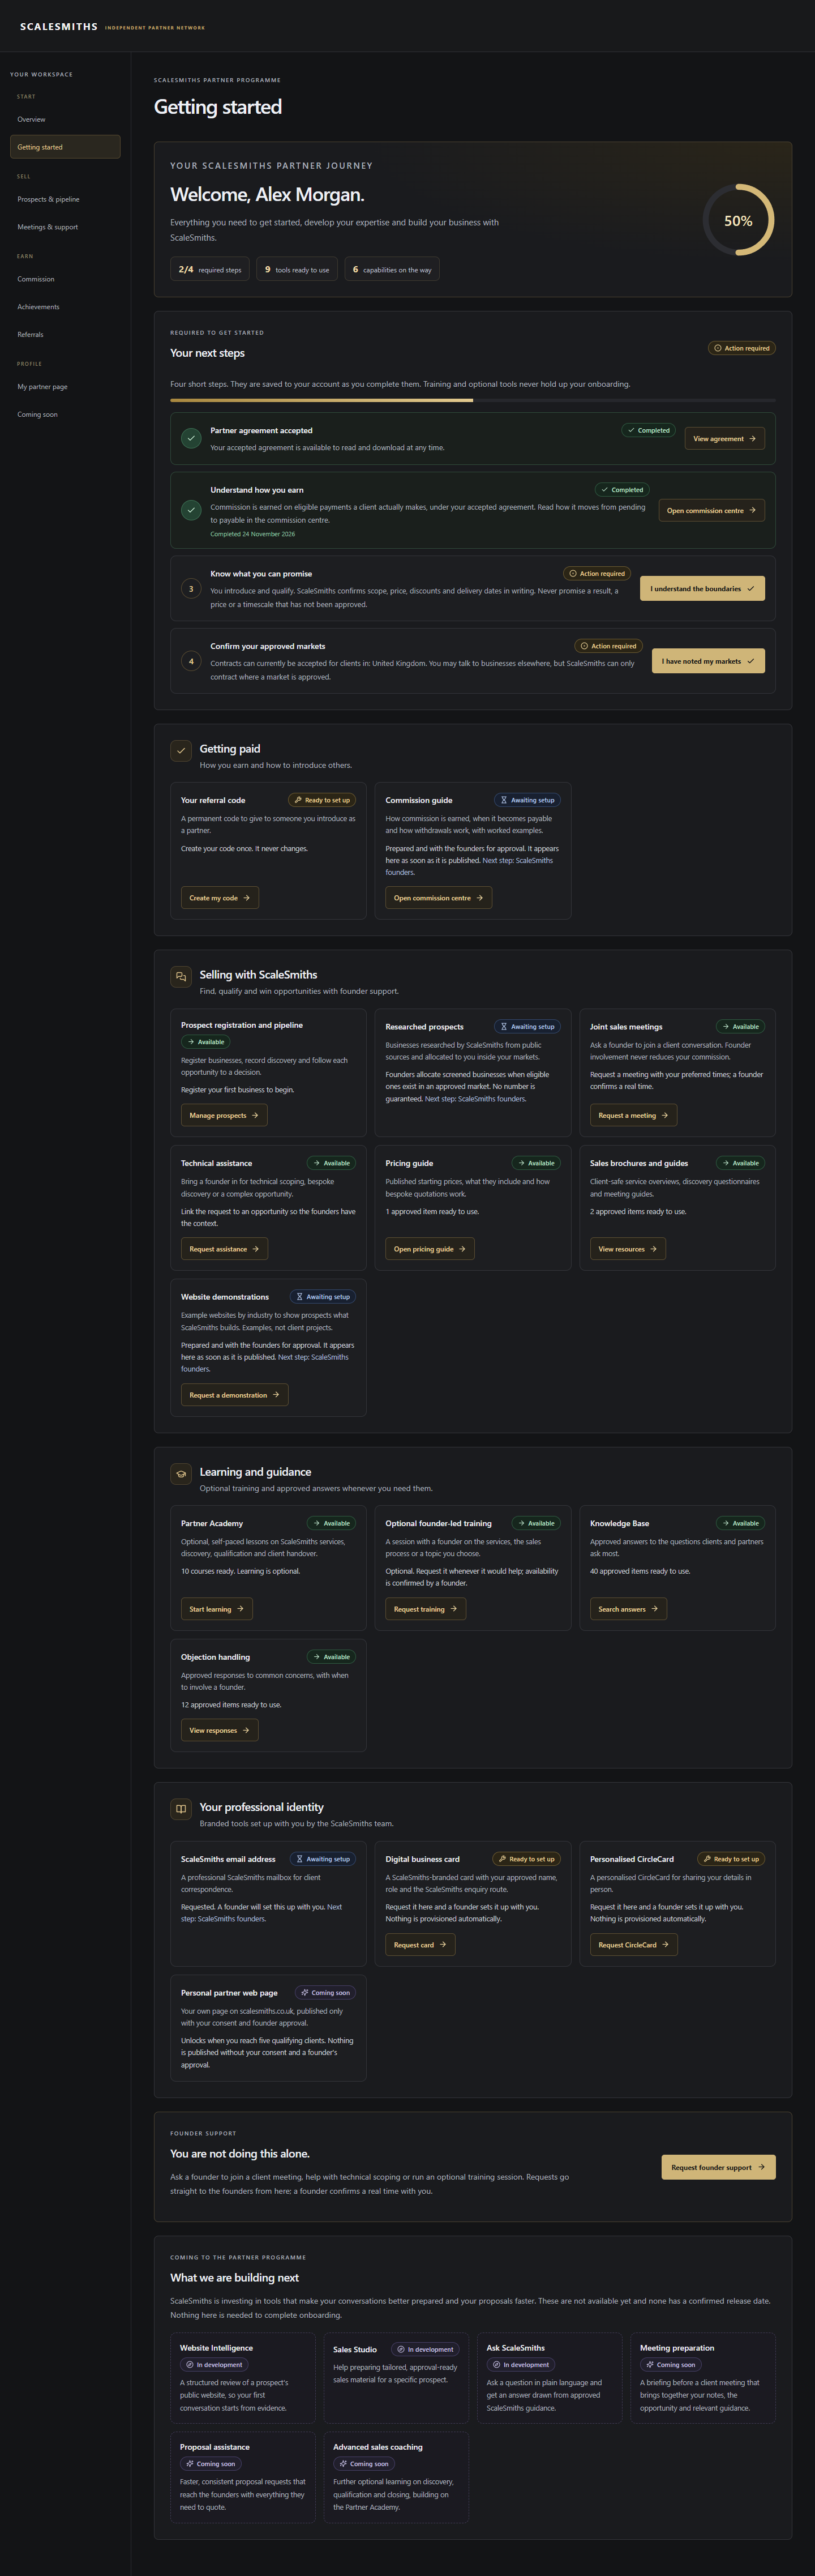 SCALESMITHS INDEPENDENT PARTNER NETWORK
YOUR WORKSPACE
START
Overview
Getting started
SELL
Prospects & pipeline
Meetings & support
EARN
Commission
Achievements
Referrals
PROFILE
My partner page
Coming soon
SCALESMITHS PARTNER PROGRAMME
Getting started
YOUR SCALESMITHS PARTNER JOURNEY
Welcome, Alex Morgan.
Everything you need to get started, develop your expertise and build your business with
ScaleSmiths.
2/4 required steps
9 tools ready to use
6 capabilities on the way
50%
REQUIRED TO GET STARTED
Your next steps
Action required
Four short steps. They are saved to your account as you complete them. Training and optional tools never hold up your onboarding.
Partner agreement accepted
Completed
Your accepted agreement is available to read and download at any time.
View agreement
Understand how you earn
Completed
Commission is earned on eligible payments a client actually makes, under your accepted agreement. Read how it moves from pending
to payable in the commission centre.
Completed 24 November 2026
Open commission centre
3
Know what you can promise
Action required
You introduce and qualify. ScaleSmiths confirms scope, price, discounts and delivery dates in writing. Never promise a result, a
price or a timescale that has not been approved.
I understand the boundaries
4
Confirm your approved markets
Action required
Contracts can currently be accepted for clients in: United Kingdom. You may talk to businesses elsewhere, but ScaleSmiths can only
contract where a market is approved.
I have noted my markets
Getting paid
How you earn and how to introduce others.
Your referral code
Ready to set up
A permanent code to give to someone you introduce as
a partner.
Create your code once. It never changes.
Create my code
Commission guide
Awaiting setup
How commission is earned, when it becomes payable
and how withdrawals work, with worked examples.
Prepared and with the founders for approval. It appears
here as soon as it is published. Next step: ScaleSmiths
founders.
Open commission centre
Selling with ScaleSmiths
Find, qualify and win opportunities with founder support.
Prospect registration and pipeline
Available
Register businesses, record discovery and follow each
opportunity to a decision.
Register your first business to begin.
Manage prospects
Researched prospects
Awaiting setup
Businesses researched by ScaleSmiths from public
sources and allocated to you inside your markets.
Founders allocate screened businesses when eligible
ones exist in an approved market. No number is
guaranteed. Next step: ScaleSmiths founders.
Joint sales meetings
Available
Ask a founder to join a client conversation. Founder
involvement never reduces your commission.
Request a meeting with your preferred times; a founder
confirms a real time.
Request a meeting
Technical assistance
Available
Bring a founder in for technical scoping, bespoke
discovery or a complex opportunity.
Link the request to an opportunity so the founders have
the context.
Request assistance
Pricing guide
Available
Published starting prices, what they include and how
bespoke quotations work.
1 approved item ready to use.
Open pricing guide
Sales brochures and guides
Available
Client-safe service overviews, discovery questionnaires
and meeting guides.
2 approved items ready to use.
View resources
Website demonstrations
Awaiting setup
Example websites by industry to show prospects what
ScaleSmiths builds. Examples, not client projects.
Prepared and with the founders for approval. It appears
here as soon as it is published. Next step: ScaleSmiths
founders.
Request a demonstration
Learning and guidance
Optional training and approved answers whenever you need them.
Partner Academy
Available
Optional, self-paced lessons on ScaleSmiths services,
discovery, qualification and client handover.
10 courses ready. Learning is optional.
Start learning
Optional founder-led training
Available
A session with a founder on the services, the sales
process or a topic you choose.
Optional. Request it whenever it would help; availability
is confirmed by a founder.
Request training
Knowledge Base
Available
Approved answers to the questions clients and partners
ask most.
40 approved items ready to use.
Search answers
Objection handling
Available
Approved responses to common concerns, with when
to involve a founder.
12 approved items ready to use.
View responses
Your professional identity
Branded tools set up with you by the ScaleSmiths team.
ScaleSmiths email address
Awaiting setup
A professional ScaleSmiths mailbox for client
correspondence.
Requested. A founder will set this up with you. Next
step: ScaleSmiths founders.
Digital business card
Ready to set up
A ScaleSmiths-branded card with your approved name,
role and the ScaleSmiths enquiry route.
Request it here and a founder sets it up with you.
Nothing is provisioned automatically.
Request card
Personalised CircleCard
Ready to set up
A personalised CircleCard for sharing your details in
person.
Request it here and a founder sets it up with you.
Nothing is provisioned automatically.
Request CircleCard
Personal partner web page
Coming soon
Your own page on scalesmiths.co.uk, published only
with your consent and founder approval.
Unlocks when you reach five qualifying clients. Nothing
is published without your consent and a founder's
approval.
FOUNDER SUPPORT
You are not doing this alone.
Ask a founder to join a client meeting, help with technical scoping or run an optional training session. Requests go
straight to the founders from here; a founder confirms a real time with you.
Request founder support
COMING TO THE PARTNER PROGRAMME
What we are building next
ScaleSmiths is investing in tools that make your conversations better prepared and your proposals faster. These are not available yet and none has a confirmed release date.
Nothing here is needed to complete onboarding.
Website Intelligence
In development
A structured review of a prospect's
public website, so your first
conversation starts from evidence.
Sales Studio
In development
Help preparing tailored, approval-ready
sales material for a specific prospect.
Ask ScaleSmiths
In development
Ask a question in plain language and
get an answer drawn from approved
ScaleSmiths guidance.
Meeting preparation
Coming soon
A briefing before a client meeting that
brings together your notes, the
opportunity and relevant guidance.
Proposal assistance
Coming soon
Faster, consistent proposal requests that
reach the founders with everything they
need to quote.
Advanced sales coaching
Coming soon
Further optional learning on discovery,
qualification and closing, building on
the Partner Academy.